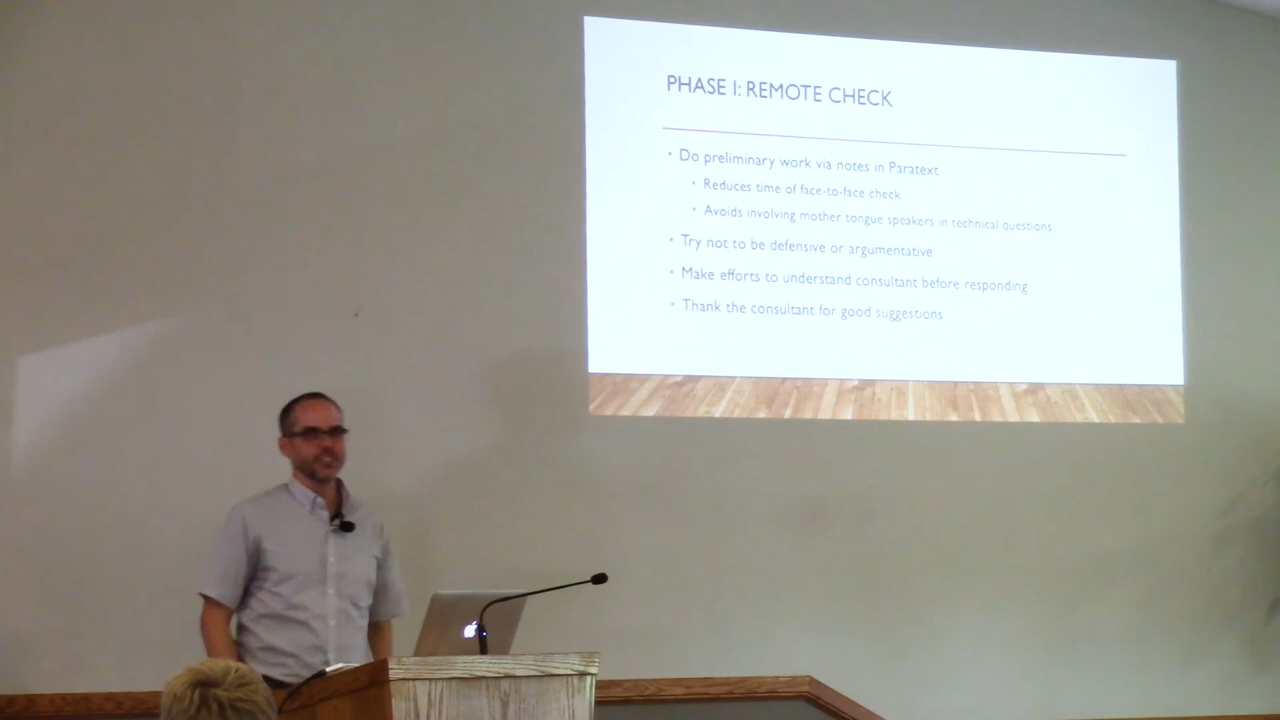 PHASE I: REMOTE CHECK
• Do preliminary work via notes in Paratext
• Reduces time of face-to-face check
• Avoids involving mother tongue speakers in technical questions
• Try not to be defensive or argumentative
• Make efforts to understand consultant before responding
• Thank the consultant for good suggestions